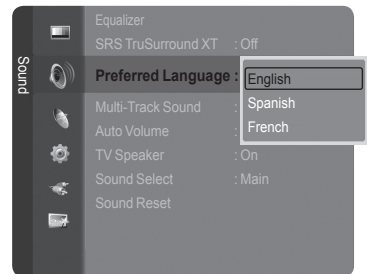 Sound
Equalizer
SRS TruSurround XT : Off
Preferred Language :
English
Spanish
French
Multi-Track Sound :
Auto Volume :
TV Speaker : On
Sound Select : Main
Sound Reset